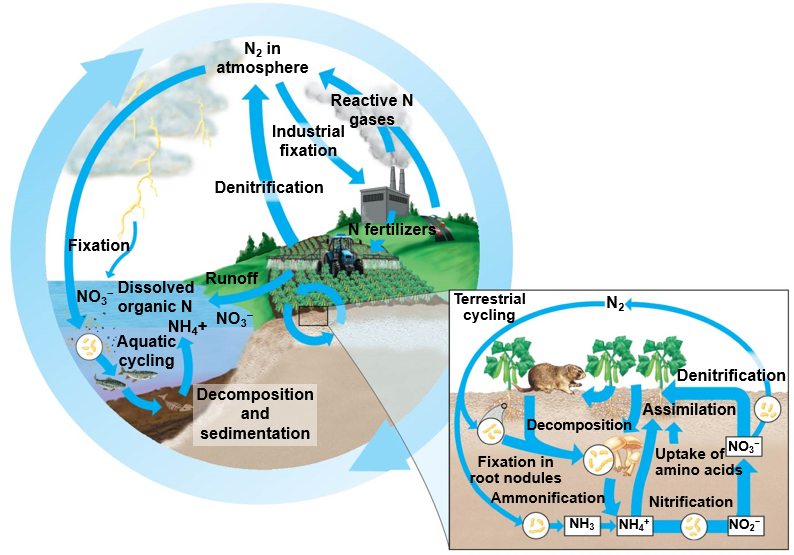 N₂ in
atmosphere
Reactive N
gases
Industrial
fixation
Denitrification
N fertilizers
Fixation
Runoff
NO₃⁻
Dissolved
organic N
NH₄+
NO₃⁻
Aquatic
cycling
Decomposition
and
sedimentation
Terrestrial
cycling
N₂
Denitrification
Assimilation
Decomposition
Uptake of
amino acids
NO₃⁻
Fixation in
root nodules
Ammonification
Nitrification
NH₃
NH₄⁺
NO₂⁻